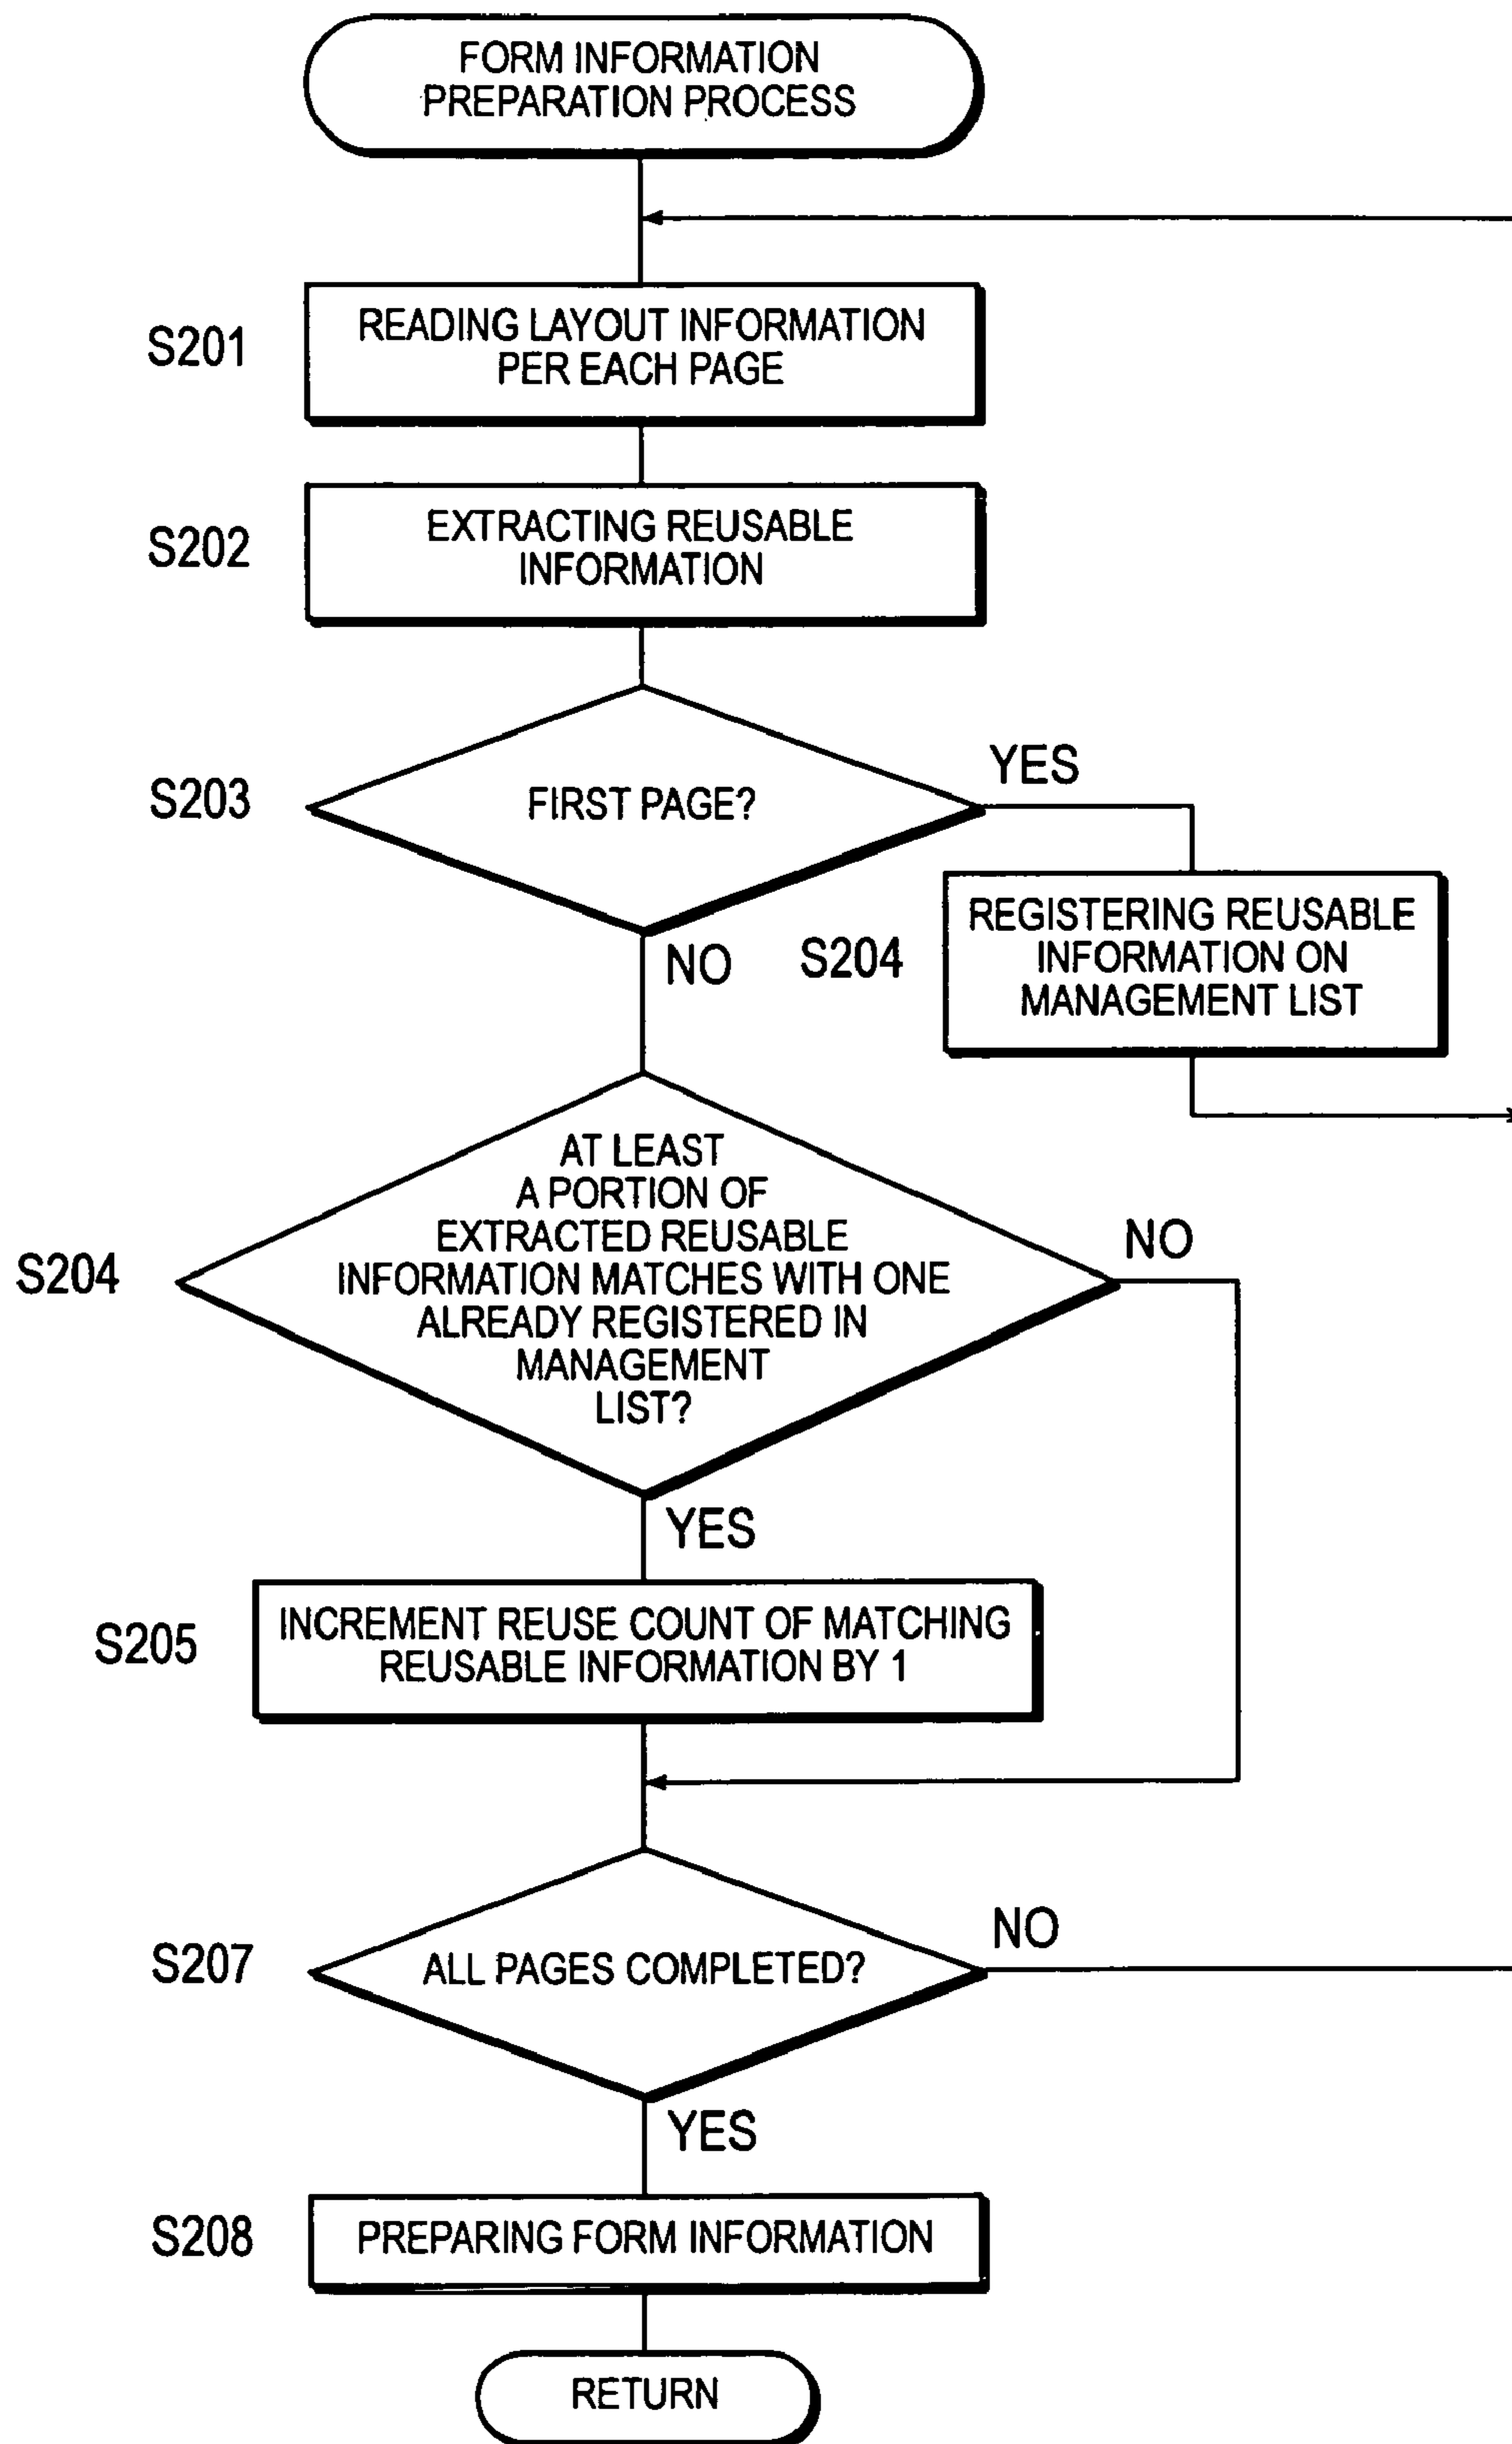 FORM INFORMATION
PREPARATION PROCESS
S201
READING LAYOUT INFORMATION
PER EACH PAGE
S202
EXTRACTING REUSABLE
INFORMATION
S203
FIRST PAGE?
YES
NO
S204
REGISTERING REUSABLE
INFORMATION ON
MANAGEMENT LIST
S204
AT LEAST
A PORTION OF
EXTRACTED REUSABLE
INFORMATION MATCHES WITH ONE
ALREADY REGISTERED IN
MANAGEMENT
LIST?
NO
YES
S205
INCREMENT REUSE COUNT OF MATCHING
REUSABLE INFORMATION BY 1
S207
ALL PAGES COMPLETED?
NO
YES
S208
PREPARING FORM INFORMATION
RETURN